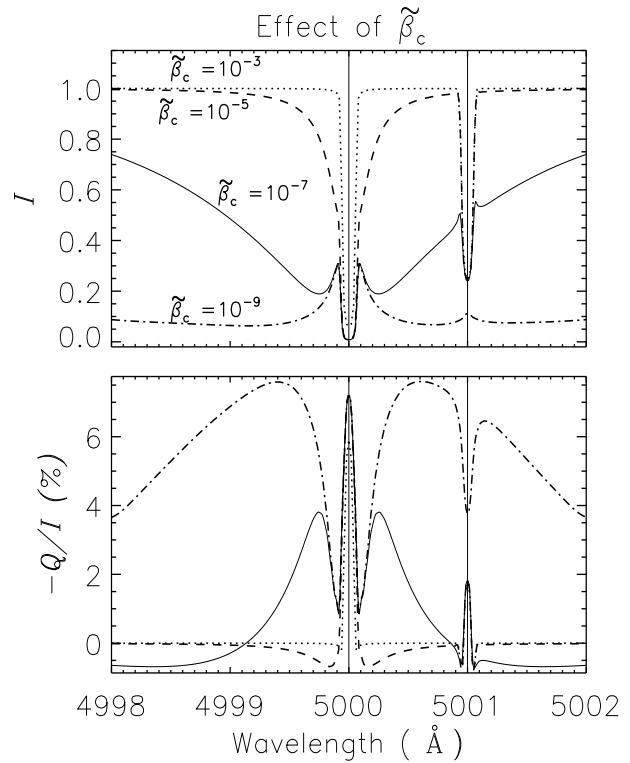 Effect of β̃c
β̃c =10⁻³
β̃c =10⁻⁵
β̃c =10⁻⁷
β̃c =10⁻⁹
I
1.0
0.8
0.6
0.4
0.2
0.0
−Q/I (%)
6
4
2
0
4998 4999 5000 5001 5002
Wavelength ( Å )